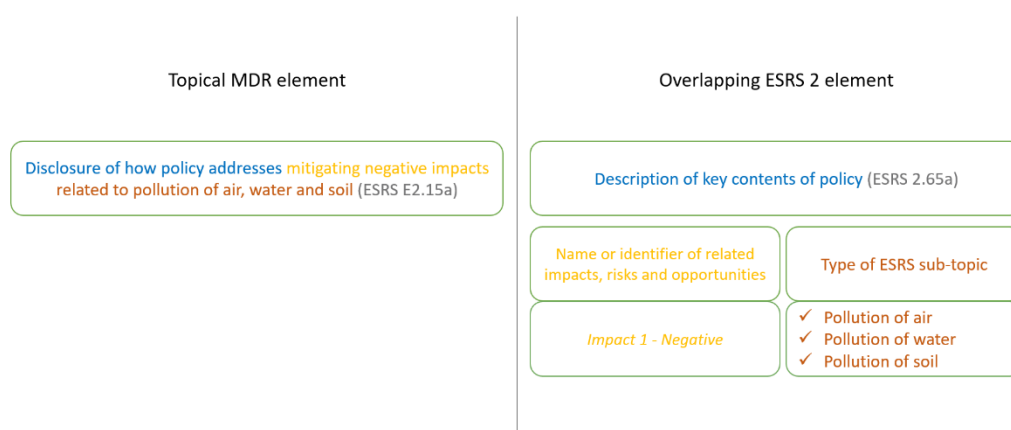 Topical MDR element
Disclosure of how policy addresses mitigating negative impacts
related to pollution of air, water and soil (ESRS E2.15a)
Overlapping ESRS 2 element
Description of key contents of policy (ESRS 2.65a)
Name or identifier of related
impacts, risks and opportunities
Type of ESRS sub-topic
Impact 1 - Negative
✓ Pollution of air
✓ Pollution of water
✓ Pollution of soil